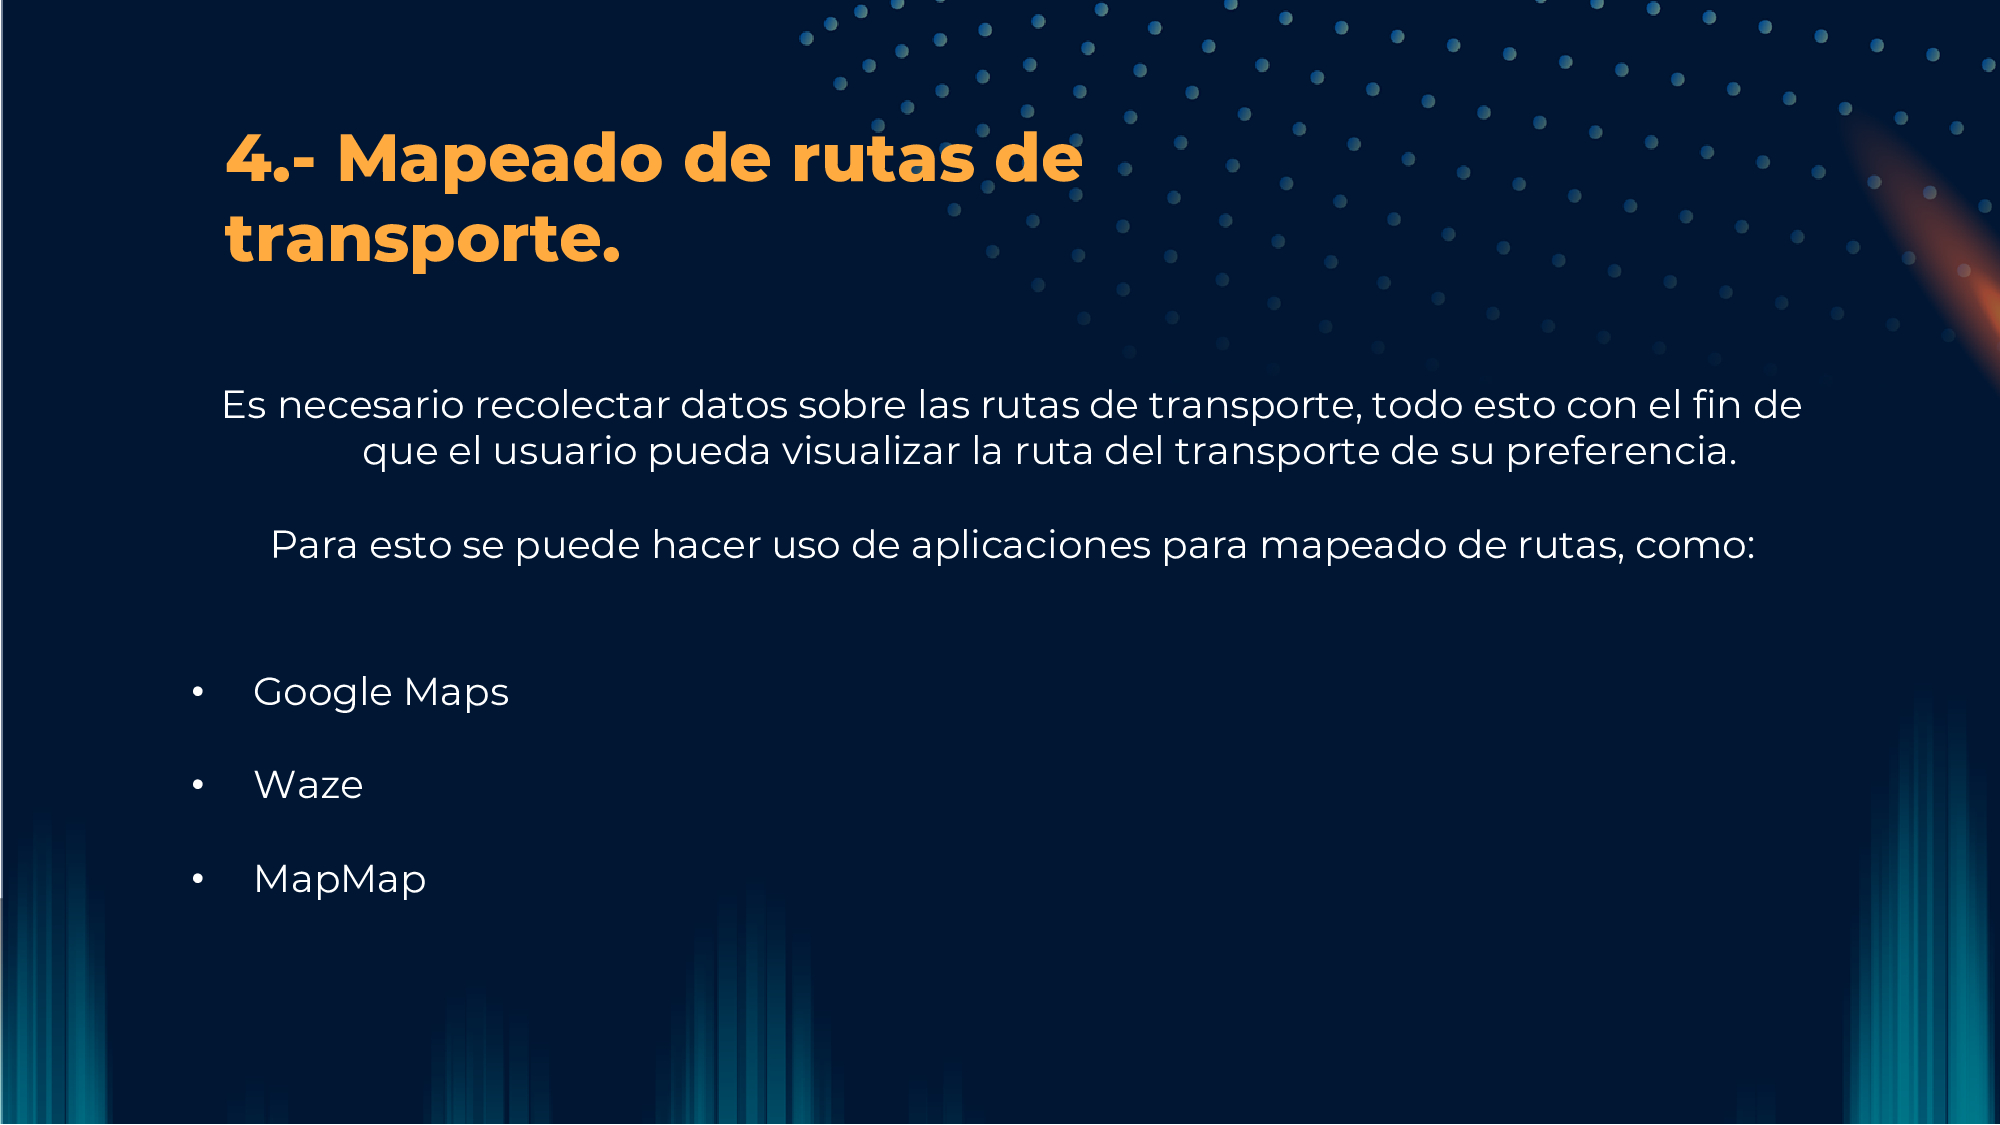 4.- Mapeado de rutas de
transporte.
Es necesario recolectar datos sobre las rutas de transporte, todo esto con el fin de
que el usuario pueda visualizar la ruta del transporte de su preferencia.
Para esto se puede hacer uso de aplicaciones para mapeado de rutas, como:
• Google Maps
• Waze
• MapMap